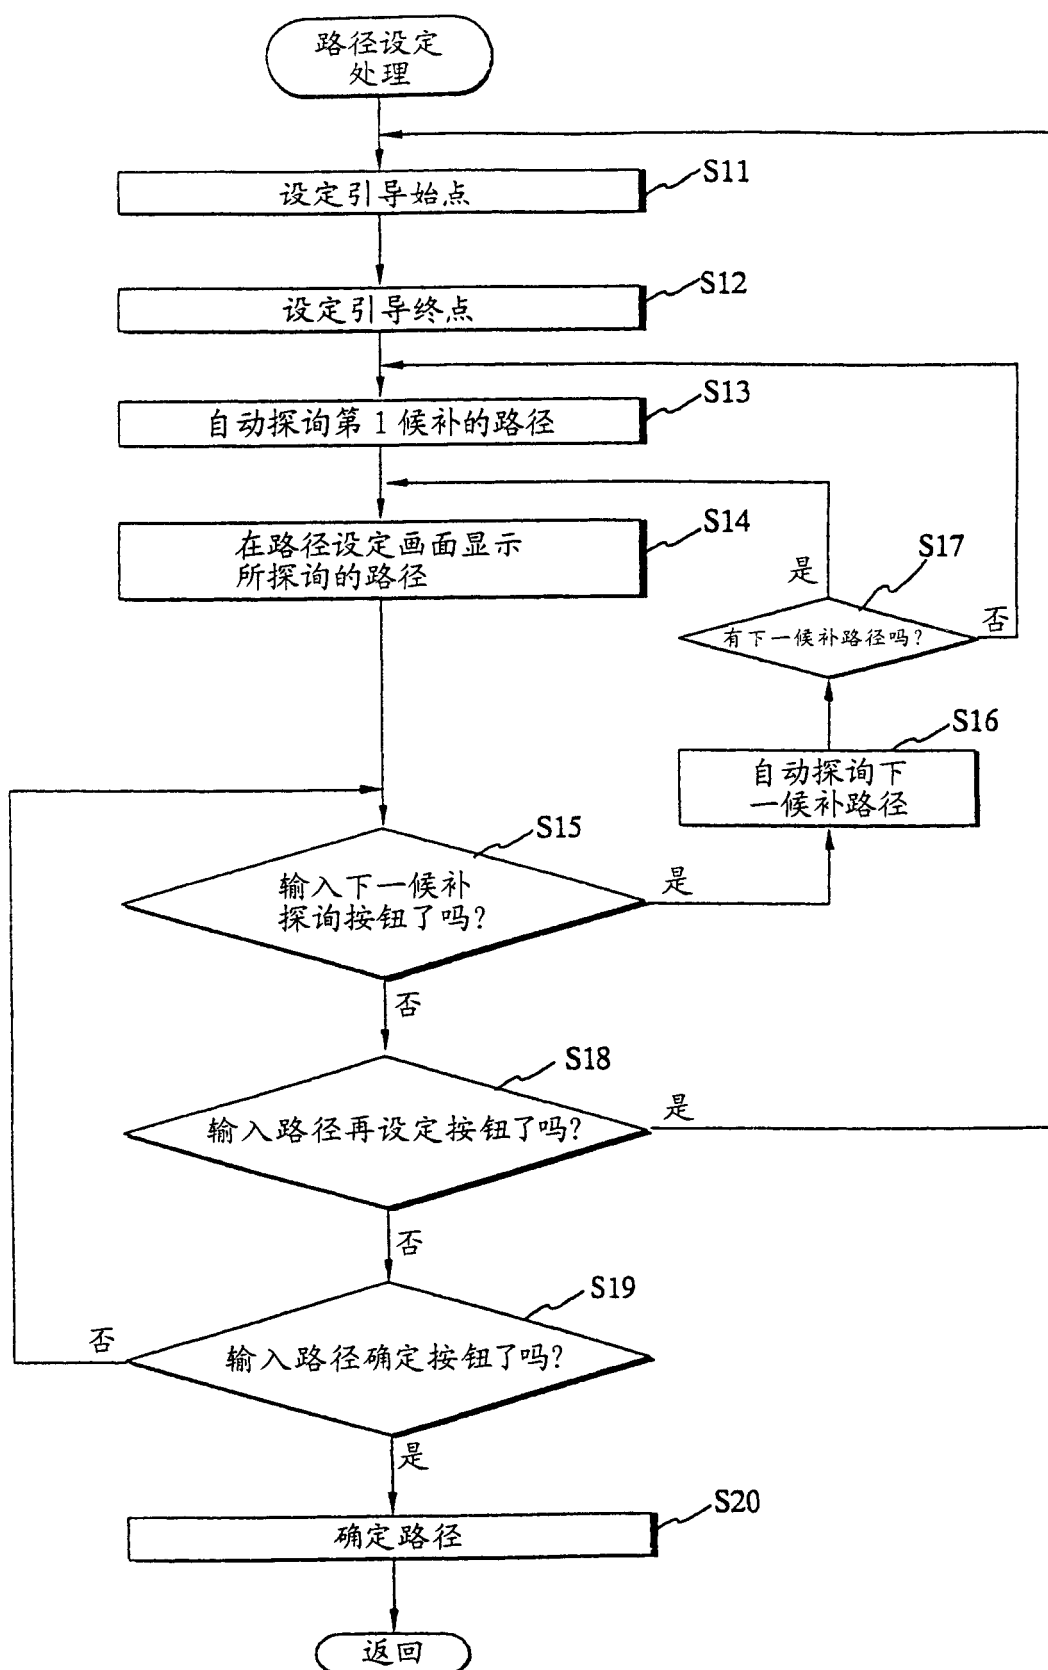 路径设定
处理
S11
设定引导始点
S12
设定引导终点
S13
自动探询第1候补的路径
S14
在路径设定画面显示
所探询的路径
S17
是
有下一候补路径吗?
否
S16
自动探询下
一候补路径
S15
输入下一候补
探询按钮了吗?
是
否
S18
输入路径再设定按钮了吗?
是
否
S19
否
输入路径确定按钮了吗?
是
S20
确定路径
返回